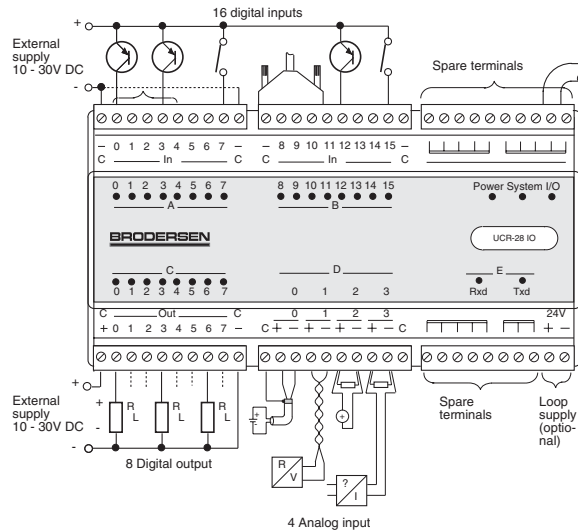 16 digital inputs
+
External
supply
10 - 30V DC
-
Spare terminals
– 0 1 2 3 4 5 6 7 –
C In C
– 8 9 10 11 12 13 14 15 –
C In C
0 1 2 3 4 5 6 7
A
8 9 10 11 12 13 14 15
B
Power System I/O
BRODERSEN
UCR-28 IO
C
0 1 2 3 4 5 6 7
D
0 1 2 3
E
Rxd Txd
C Out C
+ 0 1 2 3 4 5 6 7 –
0 1 2 3
C + – + – + – + – C
24V
+ –
+
External
supply
10 - 30V DC
-
+
-
R
L
R
L
R
L
8 Digital output
+
-
R
V
+
?
I
4 Analog input
Spare
terminals
Loop
supply
(optio-
nal)